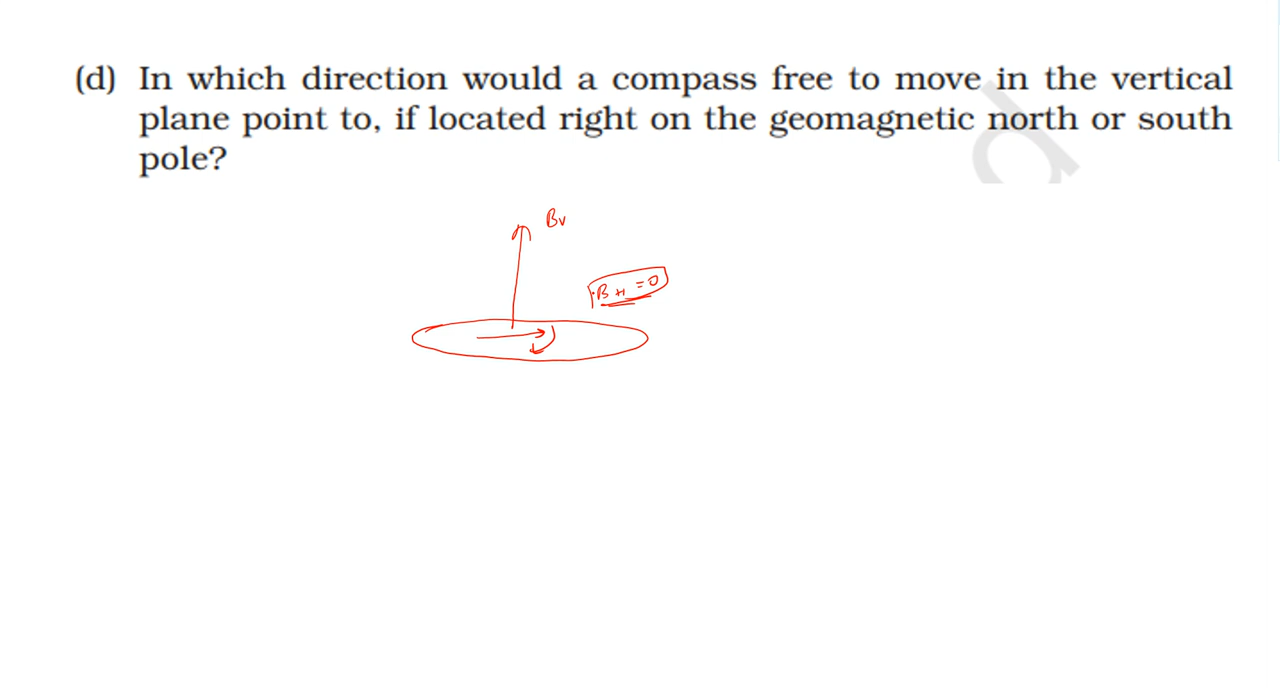 (d) In which direction would a compass free to move in the vertical
plane point to, if located right on the geomagnetic north or south
pole?
Bv
BH = 0